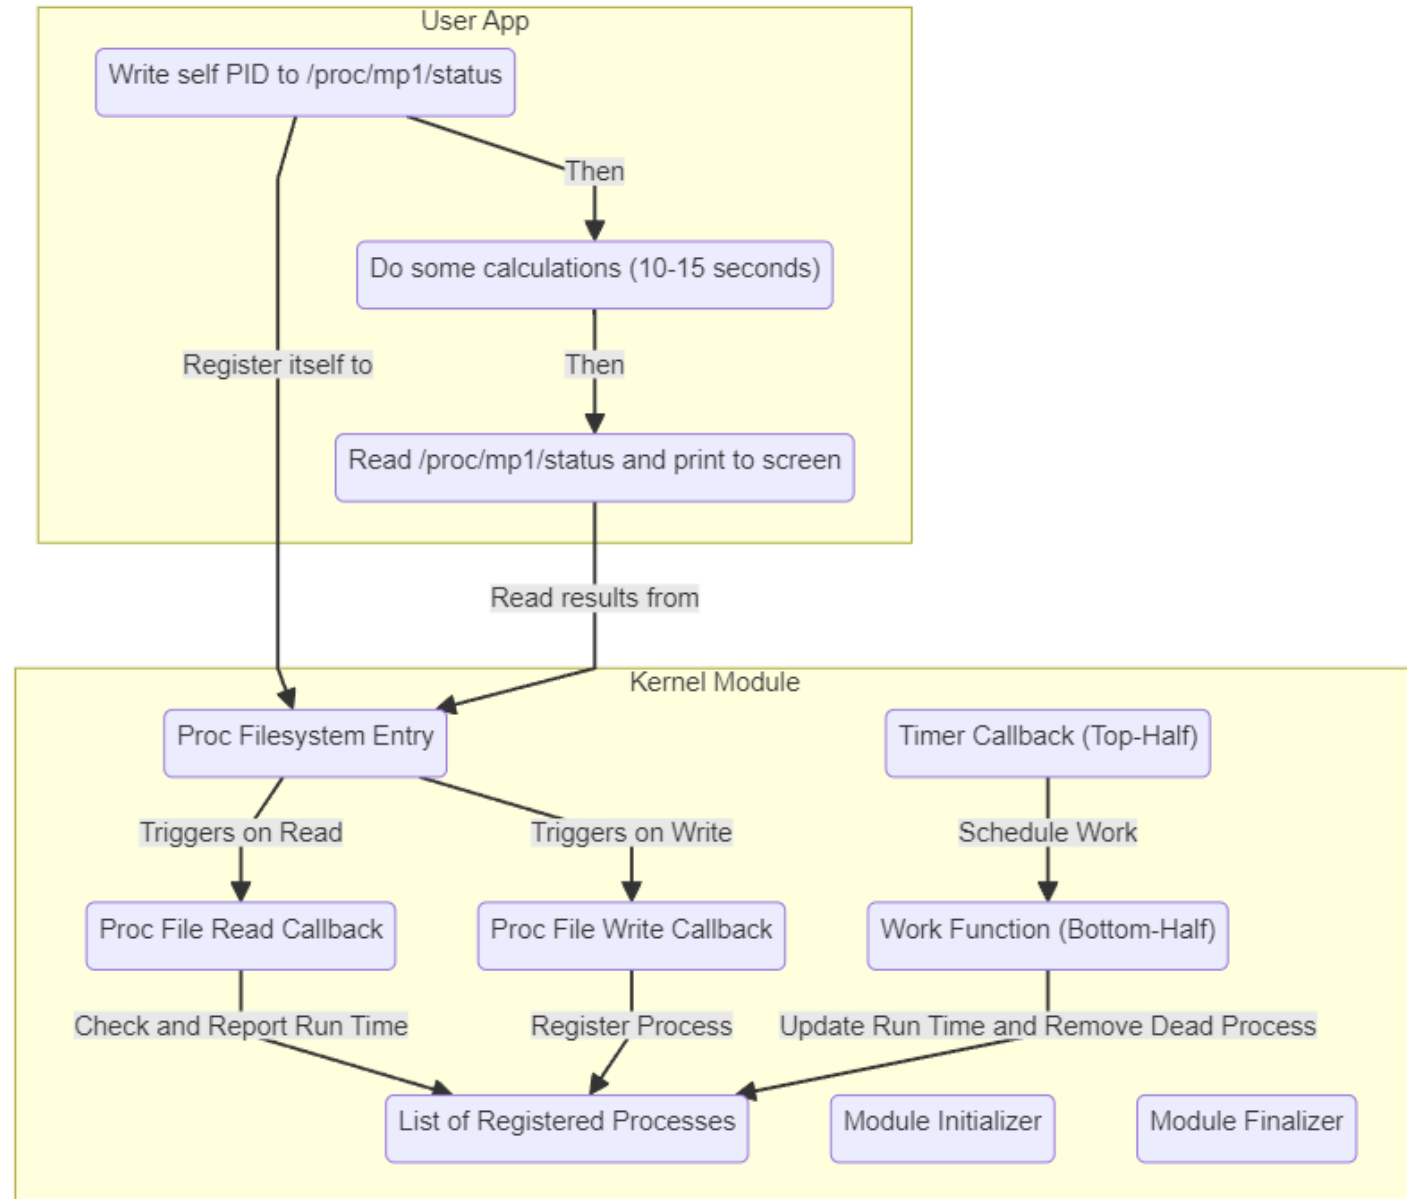 User App
Write self PID to /proc/mp1/status
Then
Do some calculations (10-15 seconds)
Register itself to
Then
Read /proc/mp1/status and print to screen
Read results from
Kernel Module
Proc Filesystem Entry
Timer Callback (Top-Half)
Triggers on Read
Triggers on Write
Schedule Work
Proc File Read Callback
Proc File Write Callback
Work Function (Bottom-Half)
Check and Report Run Time
Register Process
Update Run Time and Remove Dead Process
List of Registered Processes
Module Initializer
Module Finalizer